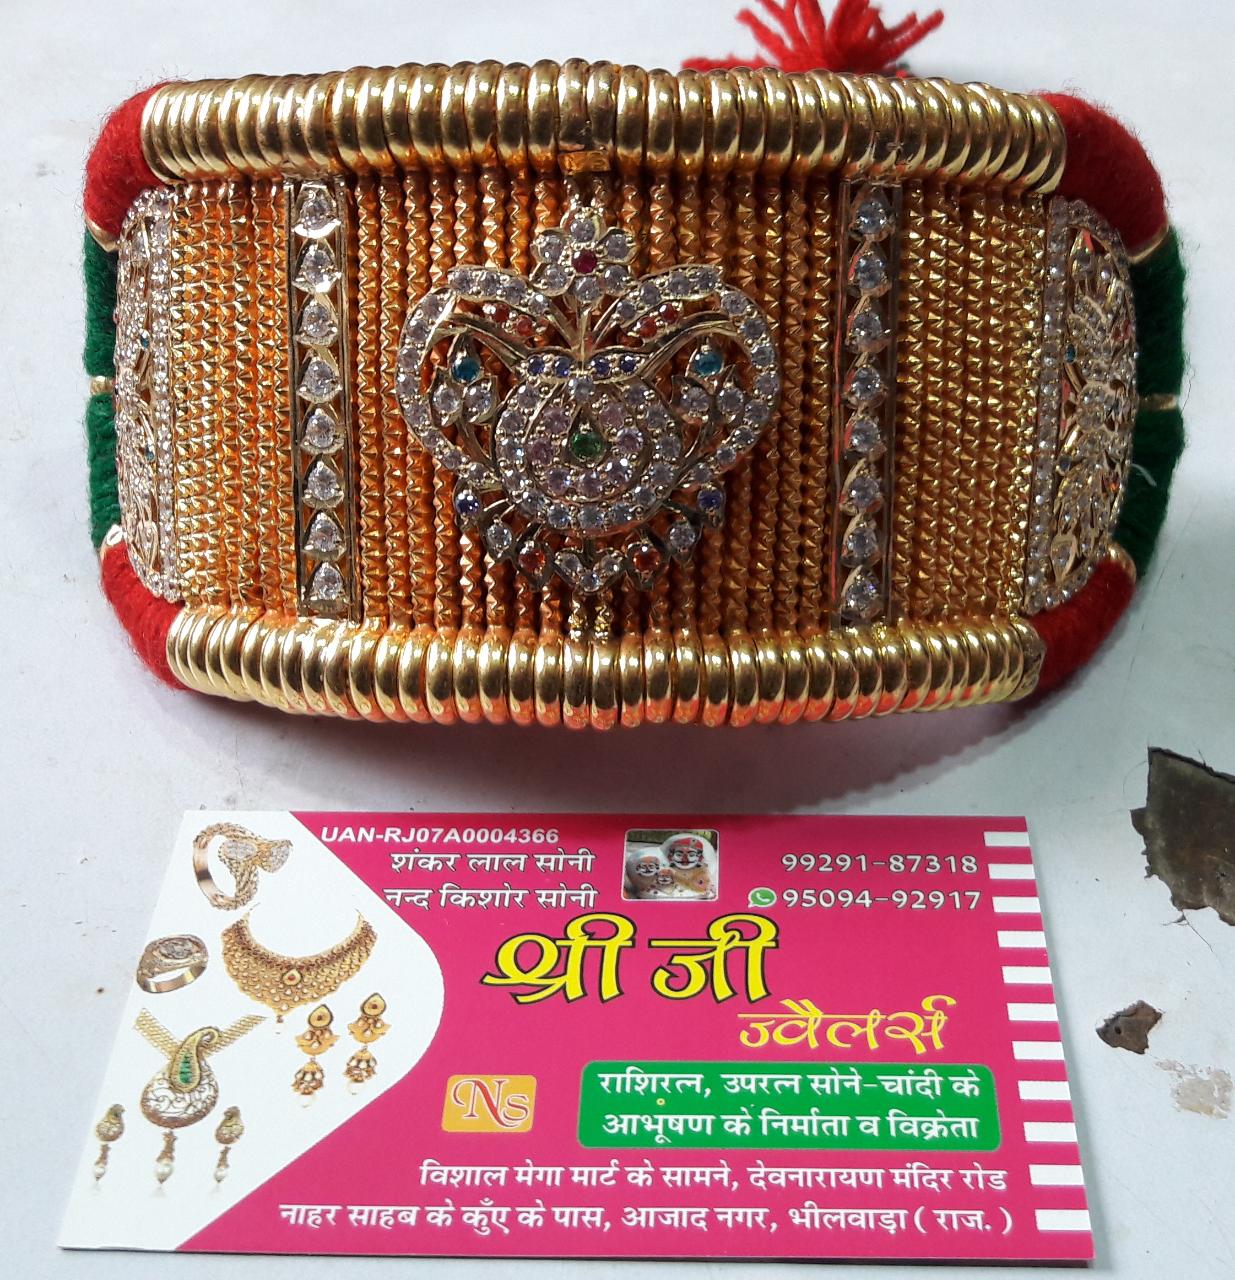 UAN-RJ07A0004366
शंकर लाल सोनी
नन्द किशोर सोनी
99291-87318
95094-92917
श्री जी
ज्वैलर्स
Ns
राशिरत्न, उपरत्न सोने-चांदी के
आभूंषण के निर्माता व विक्रेता
विशाल मेगा मार्ट के सामने, देवनारायण मंदिर रोड
नाहर साहब के कुँए के पास, आजाद नगर, भीलवाड़ा ( राज. )